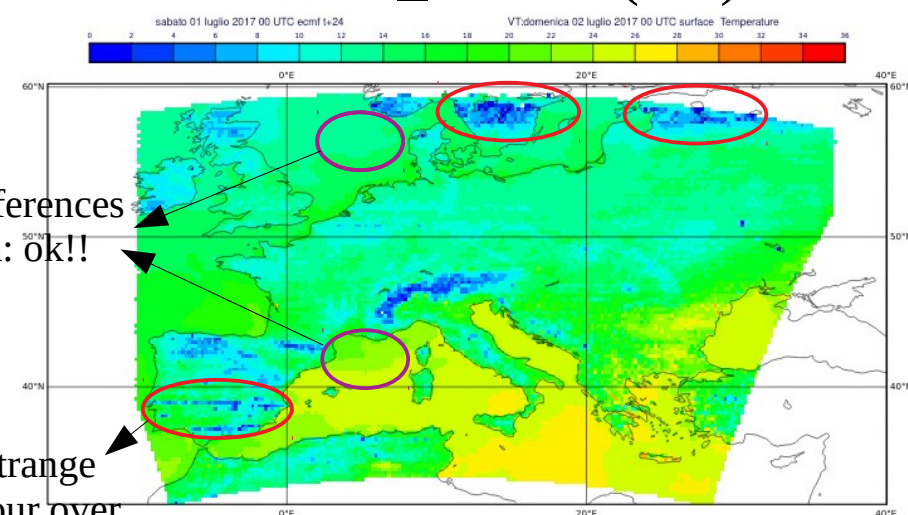 sabato 01 luglio 2017 00 UTC ecmf t+24 VT:domenica 02 luglio 2017 00 UTC surface Temperature
0 2 4 6 8 10 12 14 16 18 20 22 24 26 28 30 32 34 36
0°E 20°E 40°E
60°N 60°N
ferences
50°N 50°N
: ok!!
40°N 40°N
trange
our over
0°E 20°E 40°E